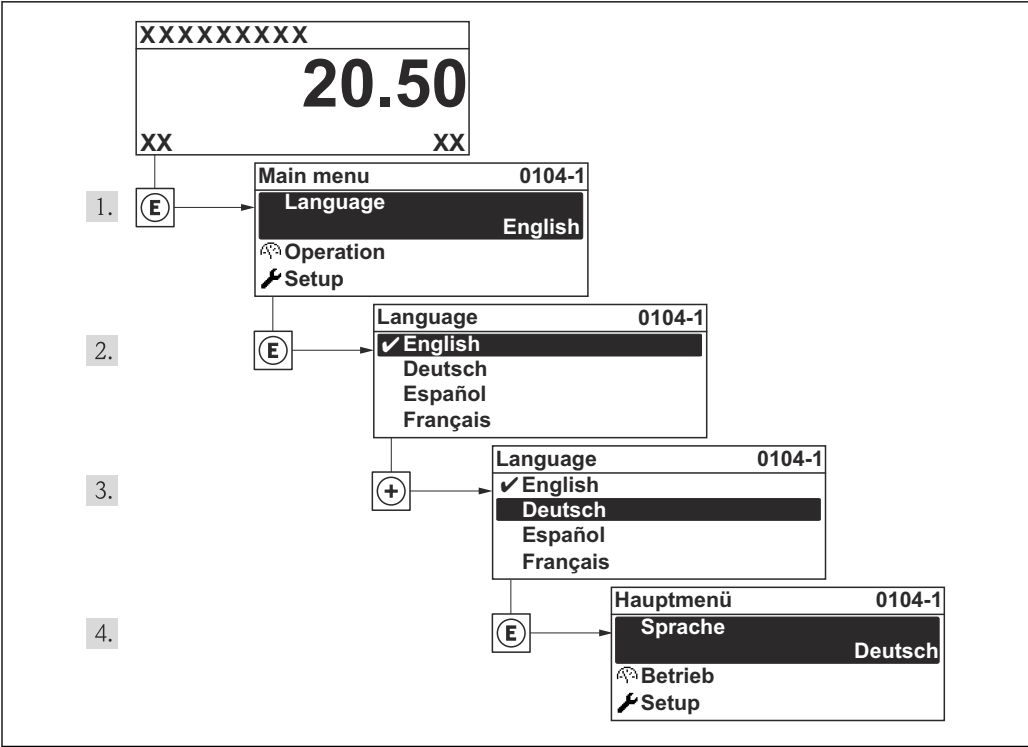 XXXXXXXXX
20.50
XX XX
1. E
Main menu 0104-1
Language
English
Operation
Setup
2. E
Language 0104-1
✔English
Deutsch
Español
Français
3. +
Language 0104-1
✔English
Deutsch
Español
Français
4. E
Hauptmenü 0104-1
Sprache
Deutsch
Betrieb
Setup